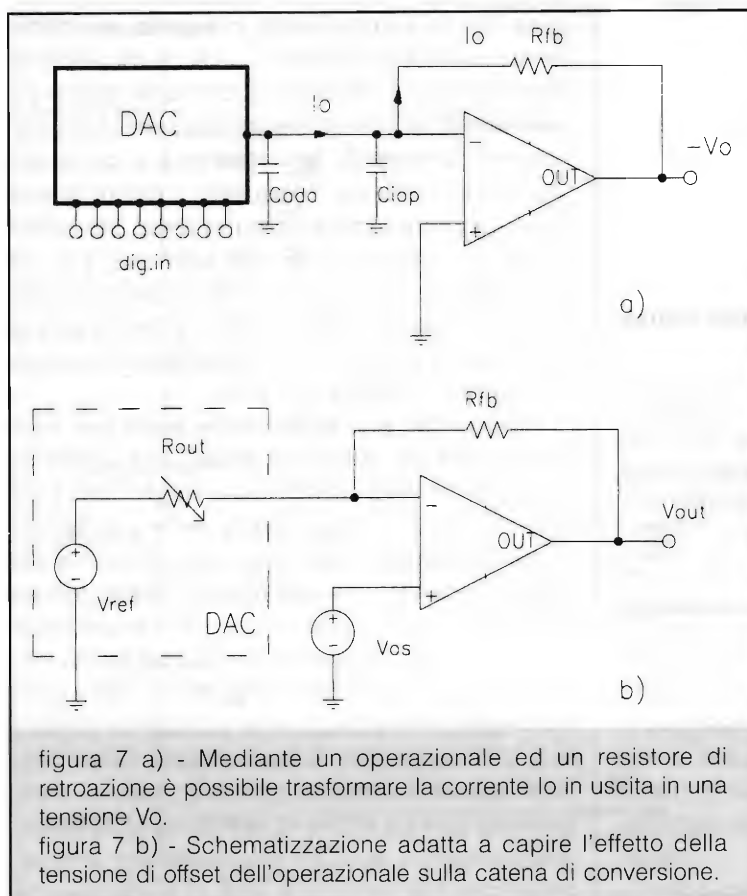 Io Rfb
Io
DAC
-Vo
OUT
Coda
Ciop
dig.in
a)
Rfb
Rout
Vout
OUT
Vref
DAC
Vos
b)
figura 7 a) - Mediante un operazionale ed un resistore di
retroazione è possibile trasformare la corrente Io in uscita in una
tensione Vo.
figura 7 b) - Schematizzazione adatta a capire l'effetto della
tensione di offset dell'operazionale sulla catena di conversione.